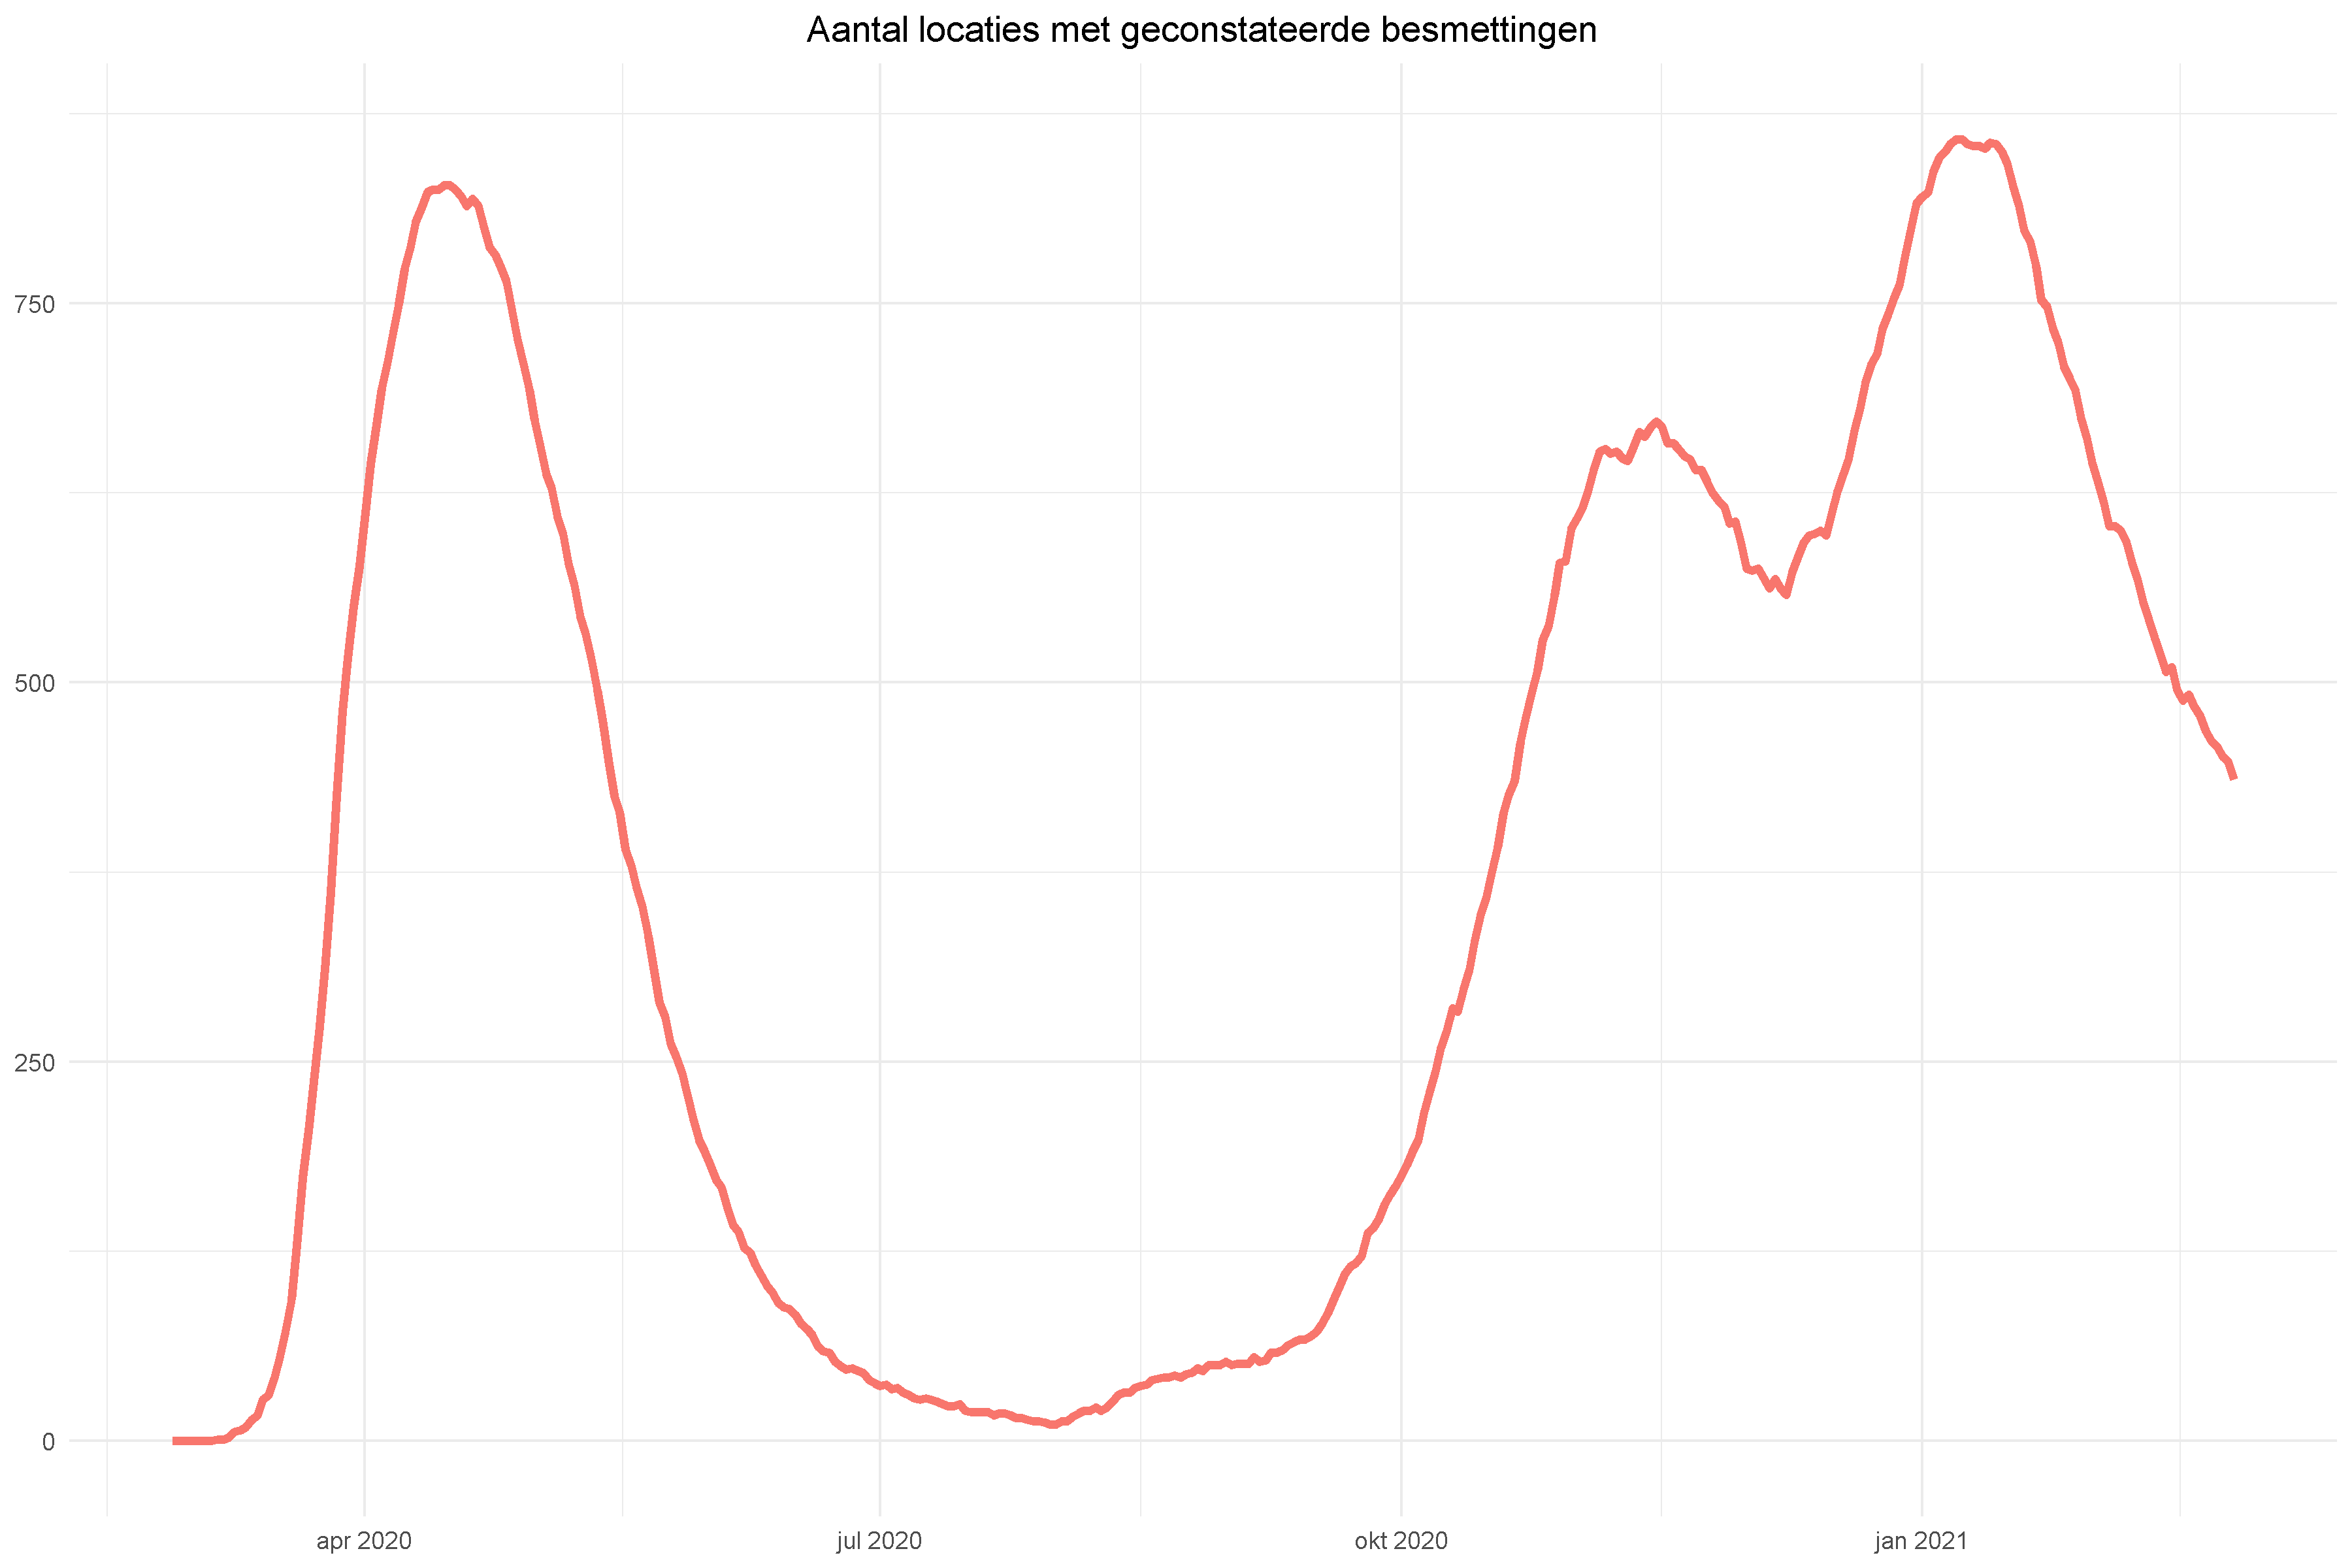 Aantal locaties met geconstateerde besmettingen
750
500
250
0
apr 2020
jul 2020
okt 2020
jan 2021